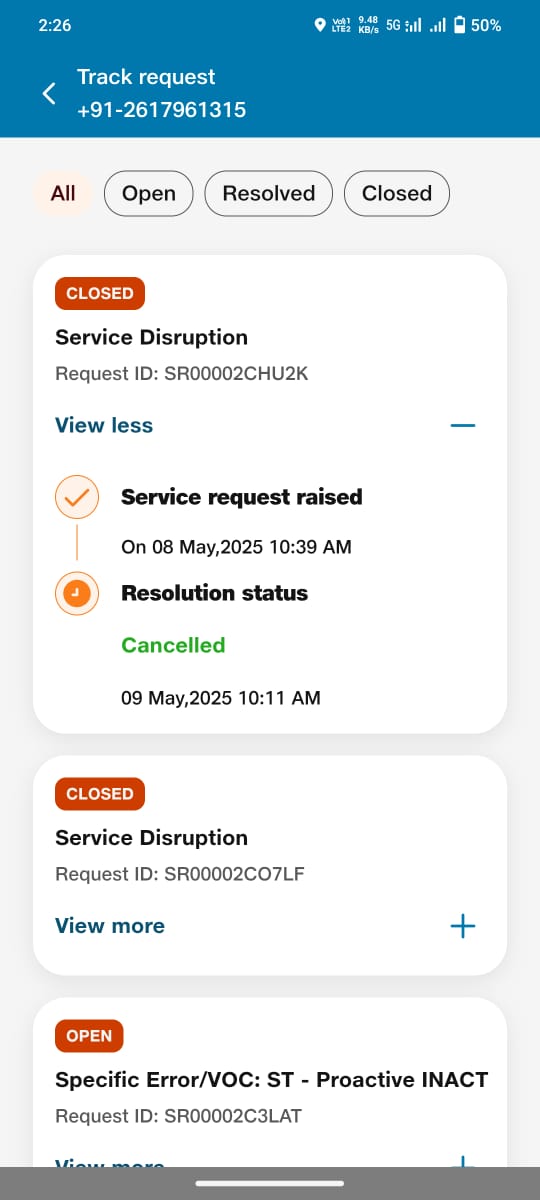 2:26
Vo))1 LTE2 9.48 KB/s 5G 50%
Track request
+91-2617961315
All Open Resolved Closed
CLOSED
Service Disruption
Request ID: SR00002CHU2K
View less
Service request raised
On 08 May,2025 10:39 AM
Resolution status
Cancelled
09 May,2025 10:11 AM
CLOSED
Service Disruption
Request ID: SR00002CO7LF
View more
OPEN
Specific Error/VOC: ST - Proactive INACT
Request ID: SR00002C3LAT
View more